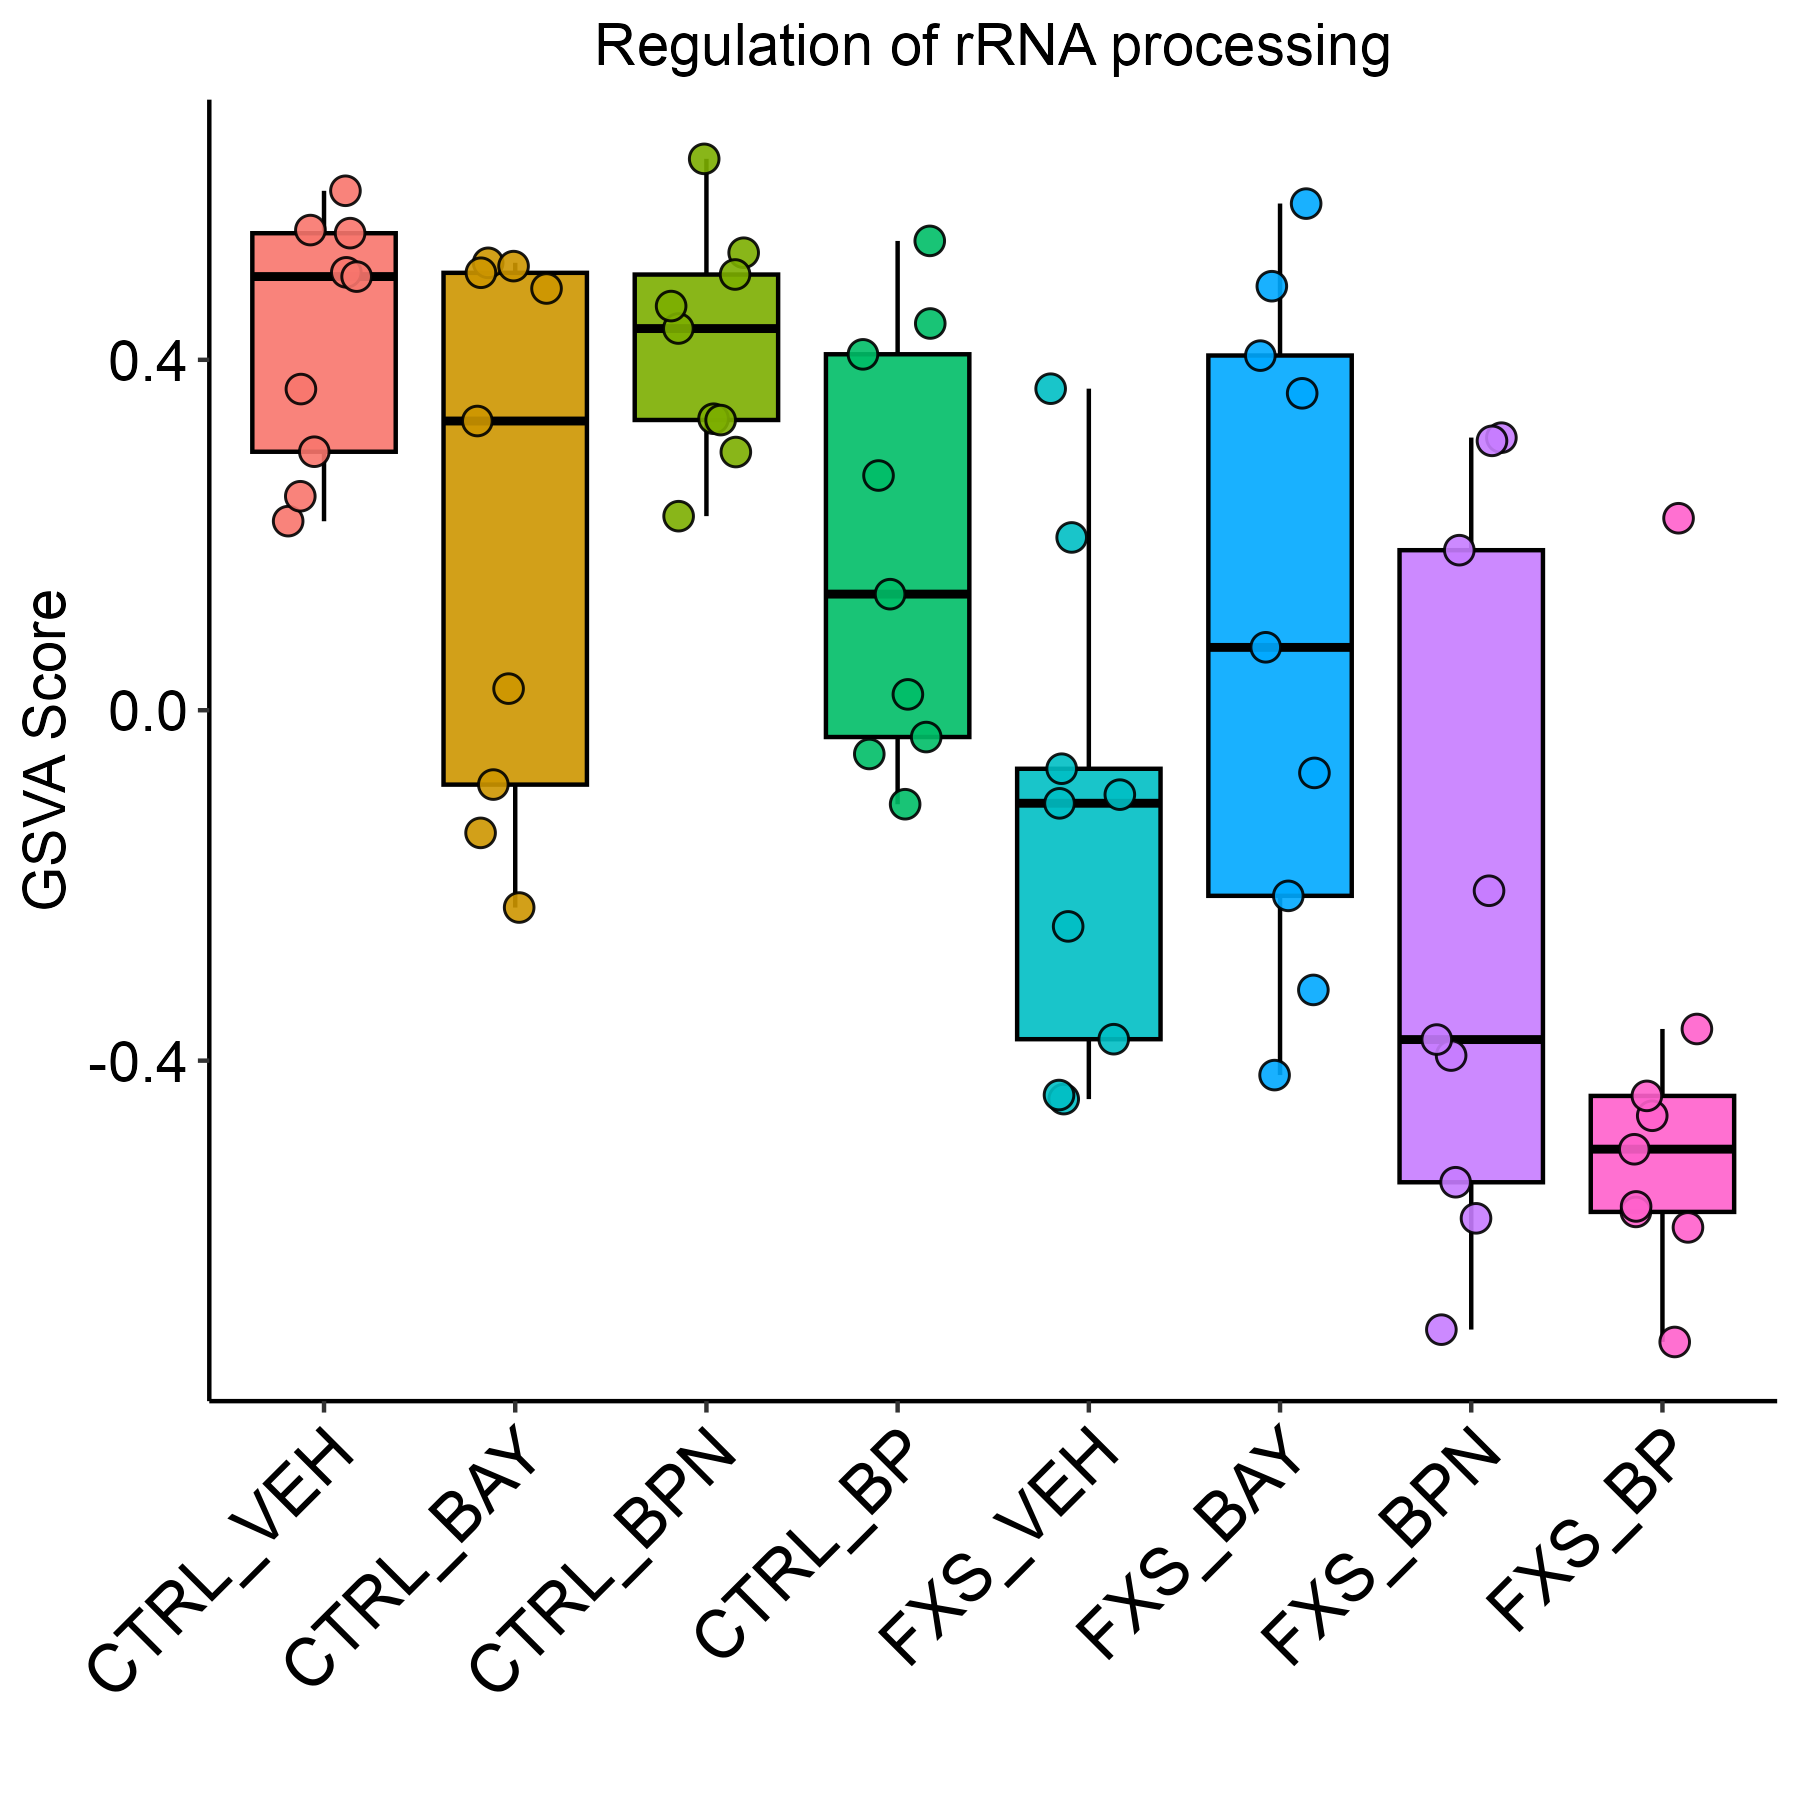 Regulation of rRNA processing
GSVA Score
0.4
0.0
-0.4
CTRL_VEH
CTRL_BAY
CTRL_BPN
CTRL_BP
FXS_VEH
FXS_BAY
FXS_BPN
FXS_BP